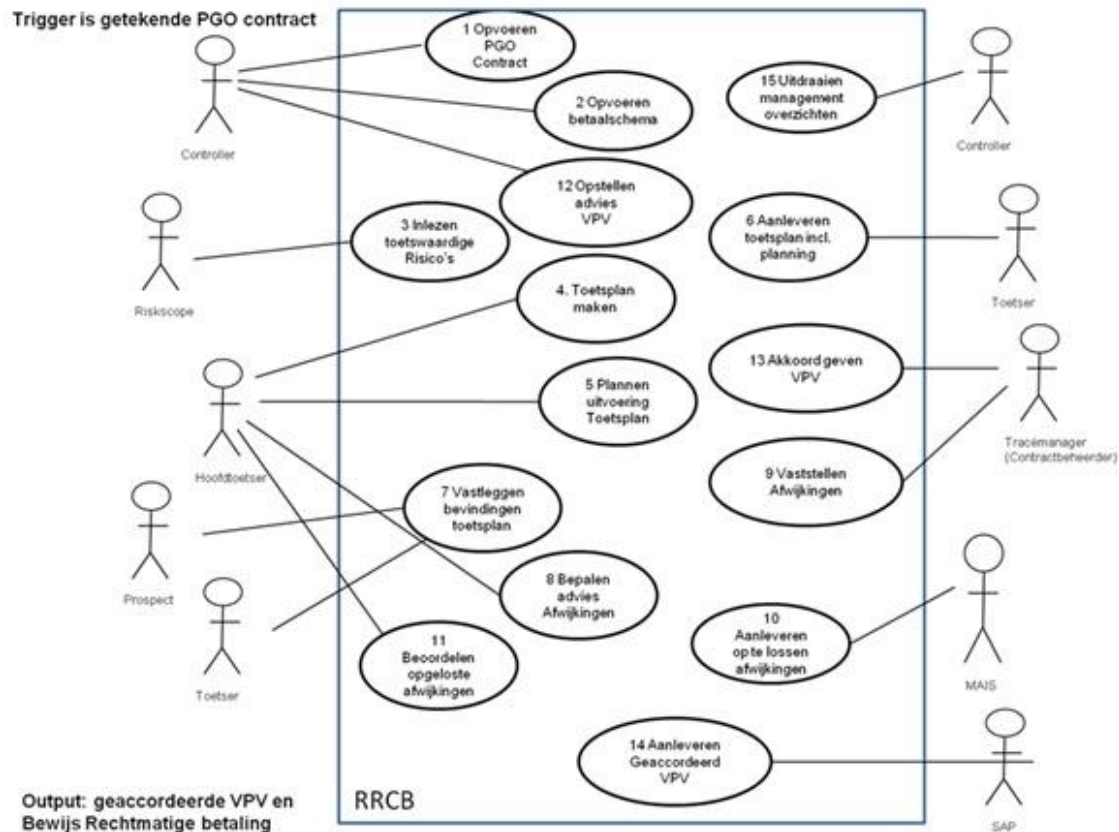 Trigger is getekende PGO contract
1 Opvoeren
PGO
Contract
2 Opvoeren
betaalschema
15 Uitdraaien
management
overzichten
Controller
Controller
12 Opstellen
advies
VPV
3 Inlezen
toetswaardige
Risico's
6 Aanleveren
toetsplan incl.
planning
Riskscope
Toetser
4. Toetsplan
maken
13 Akkoord geven
VPV
5 Plannen
uitvoering
Toetsplan
Tracémanager
(Contractbeheerder)
Hoofdtoetser
9 Vaststellen
Afwijkingen
7 Vastleggen
bevindingen
toetsplan
Prospect
8 Bepalen
advies
Afwijkingen
10
Aanleveren
op te lossen
afwijkingen
11
Beoordelen
opgeloste
afwijkingen
Toetser
MAIS
14 Aanleveren
Geaccordeerd
VPV
Output: geaccordeerde VPV en
Bewijs Rechtmatige betaling
RRCB
SAP